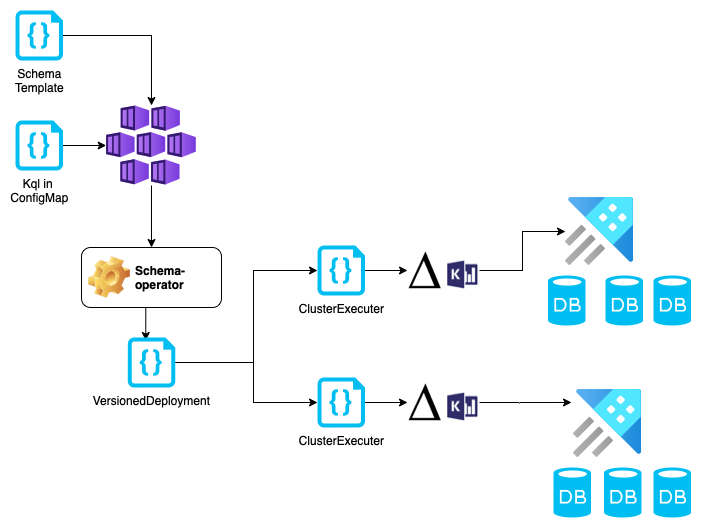 { }
Schema
Template
{ }
Kql in
ConfigMap
Schema-
operator
{ }
VersionedDeployment
{ }
ClusterExecuter
Δ
K
DB
DB
DB
{ }
ClusterExecuter
Δ
K
DB
DB
DB